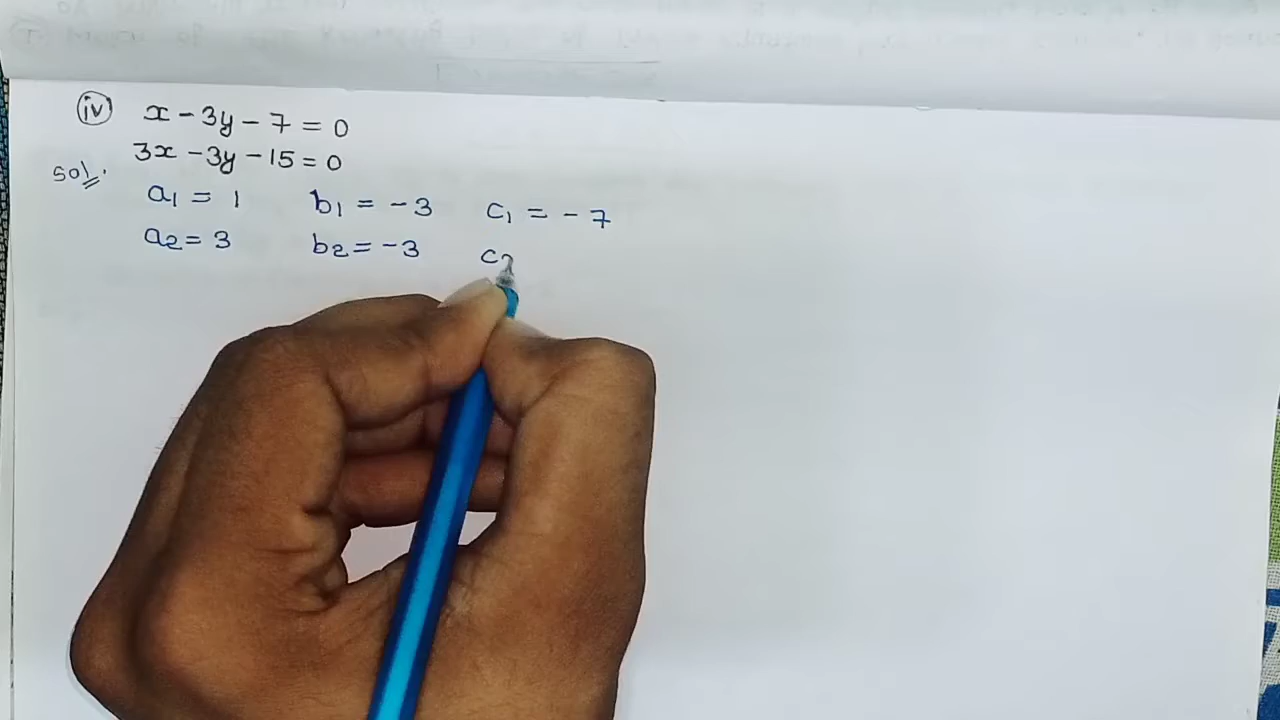 (iv) x - 3y - 7 = 0
3x - 3y - 15 = 0
Sol.
a₁ = 1 b₁ = -3 c₁ = -7
a₂ = 3 b₂ = -3 c₂